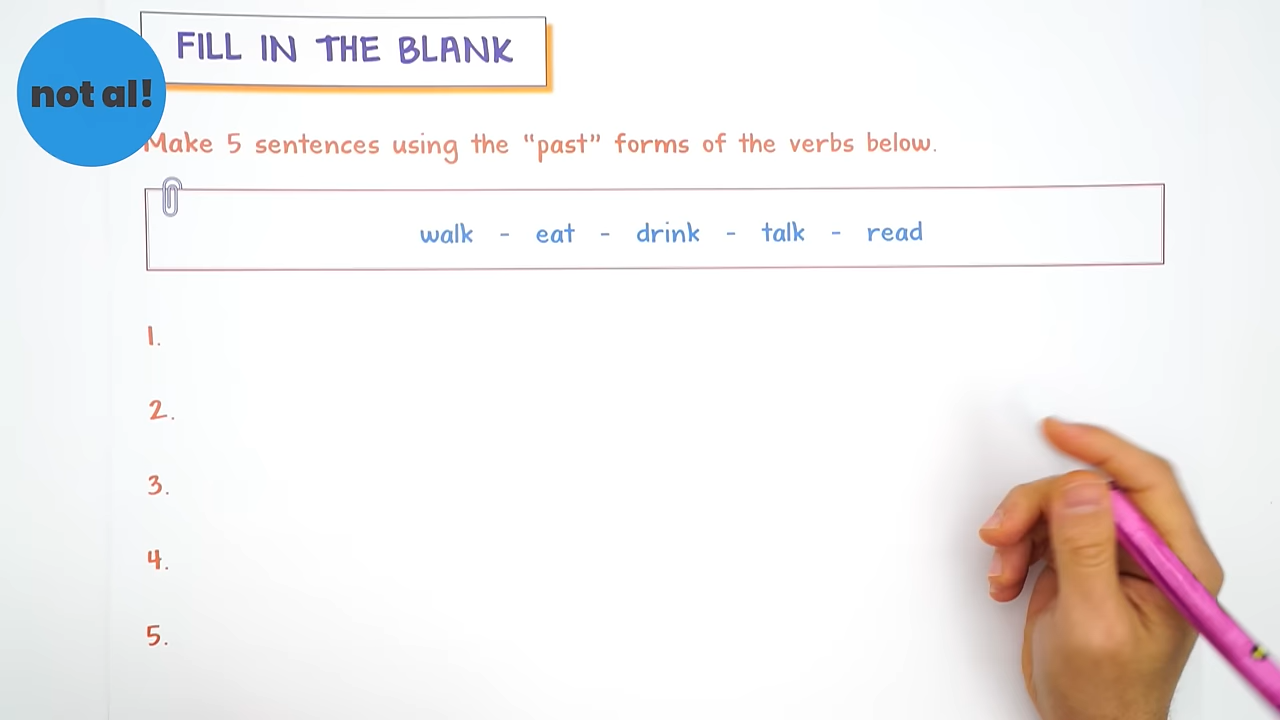 FILL IN THE BLANK
not al!
Make 5 sentences using the “past” forms of the verbs below.
walk - eat - drink - talk - read
1.
2.
3.
4.
5.